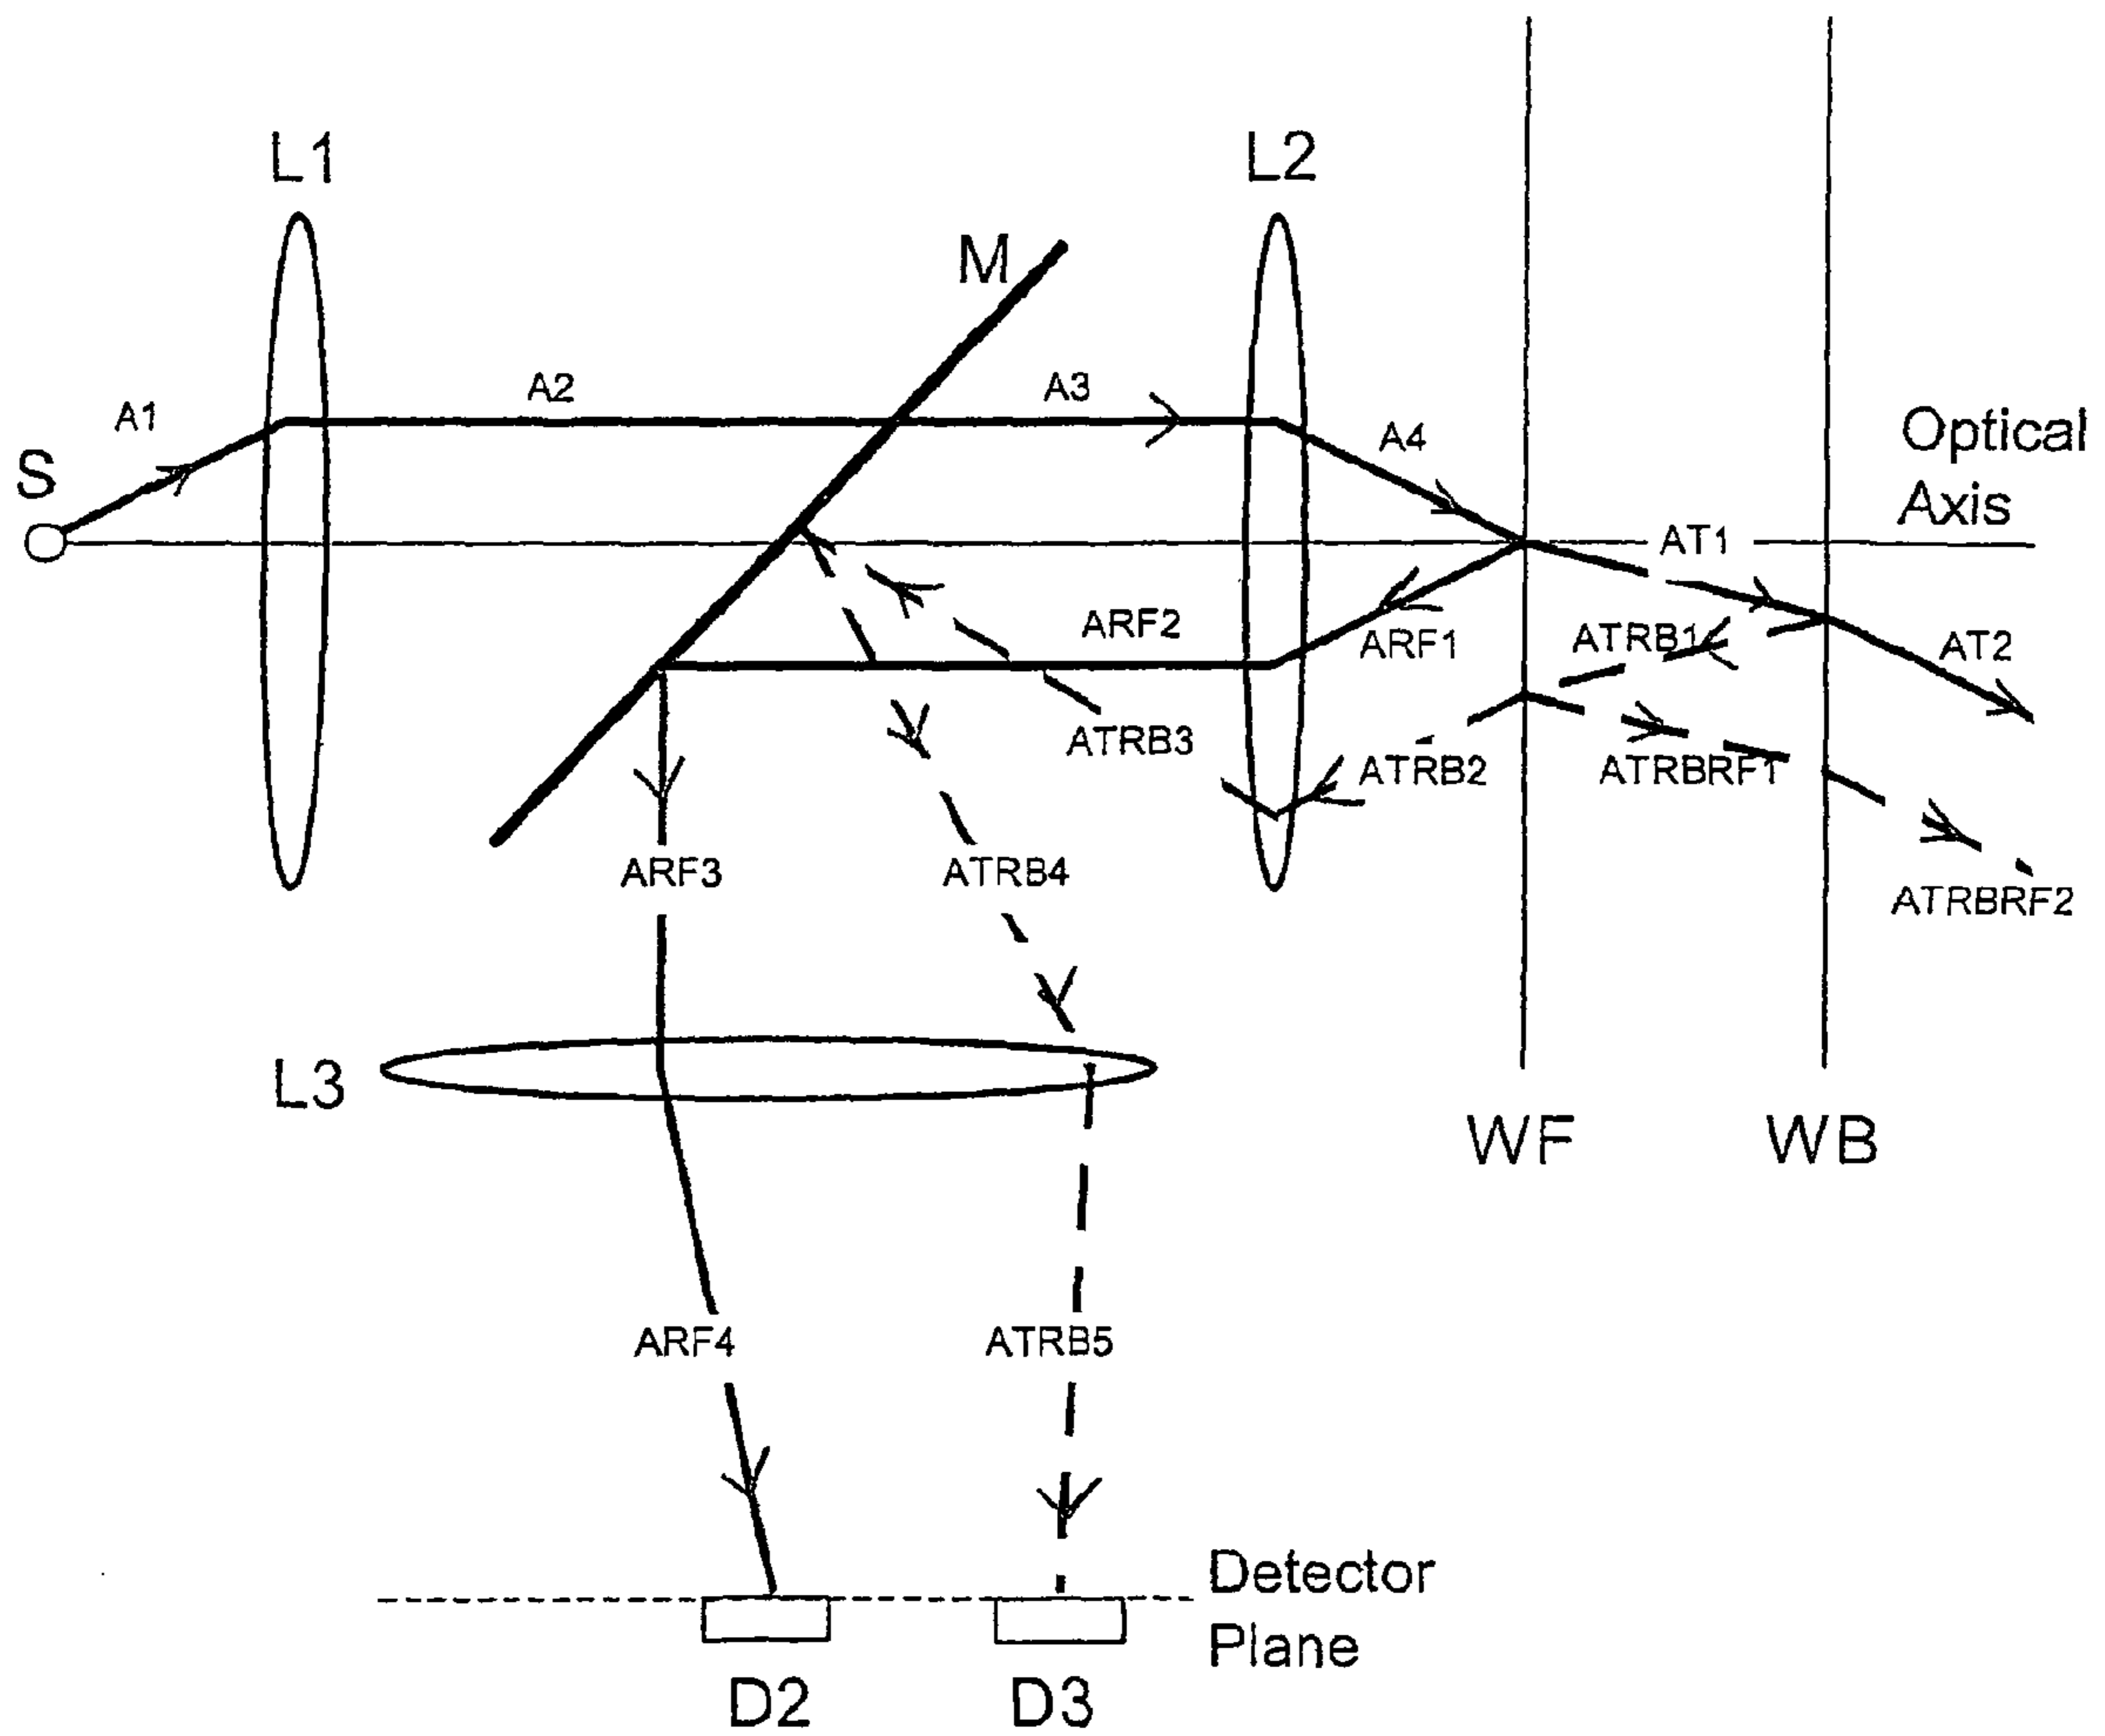 L1
L2
M
A1
A2
A3
A4
S
Optical
Axis
AT1
ARF2
ARF1
ATRB1
AT2
ATRB3
ATRB2
ATRBRF1
ARF3
ATRB4
ATRBRF2
L3
WF
WB
ARF4
ATRB5
Detector
Plane
D2
D3